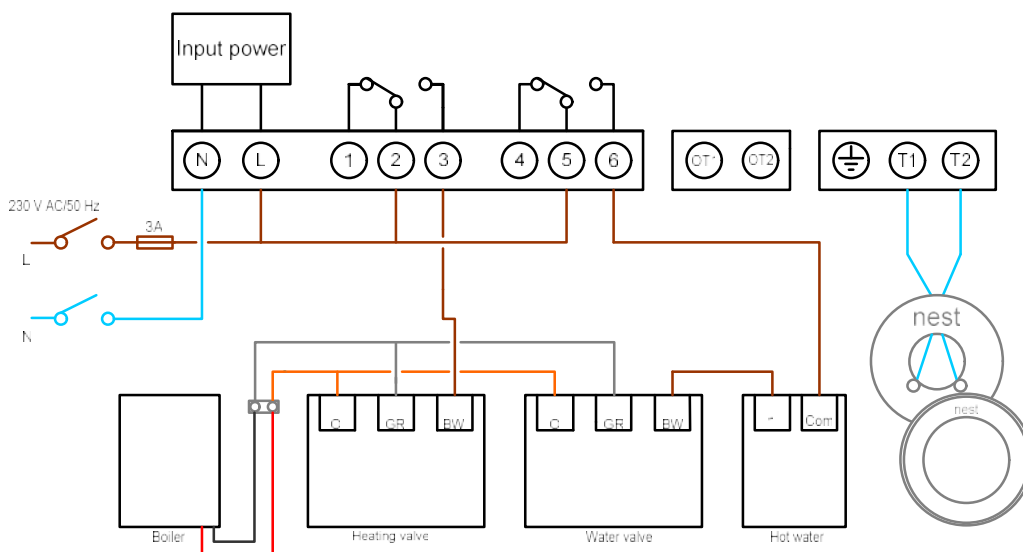 Input power
N L 1 2 3 4 5 6 OT1 OT2 T1 T2
230 V AC/50 Hz
3A
L
N
nest
nest
O GR BW O GR BW Com
Boiler Heating valve Water valve Hot water